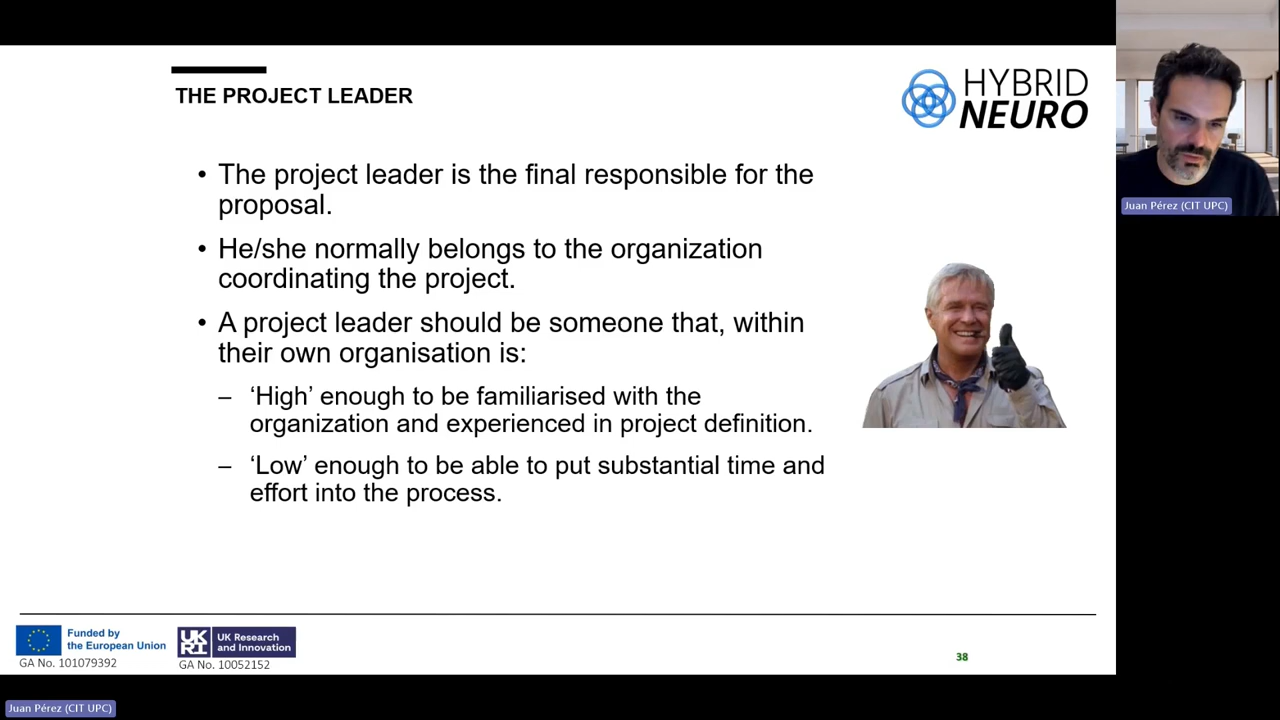 THE PROJECT LEADER
HYBRID
NEURO
• The project leader is the final responsible for the
proposal.
• He/she normally belongs to the organization
coordinating the project.
• A project leader should be someone that, within
their own organisation is:
– ‘High’ enough to be familiarised with the
organization and experienced in project definition.
– ‘Low’ enough to be able to put substantial time and
effort into the process.
Juan Pérez (CIT UPC)
Funded by
the European Union
GA No. 101079392
UK
RI
UK Research
and Innovation
GA No. 10052152
38
Juan Pérez (CIT UPC)